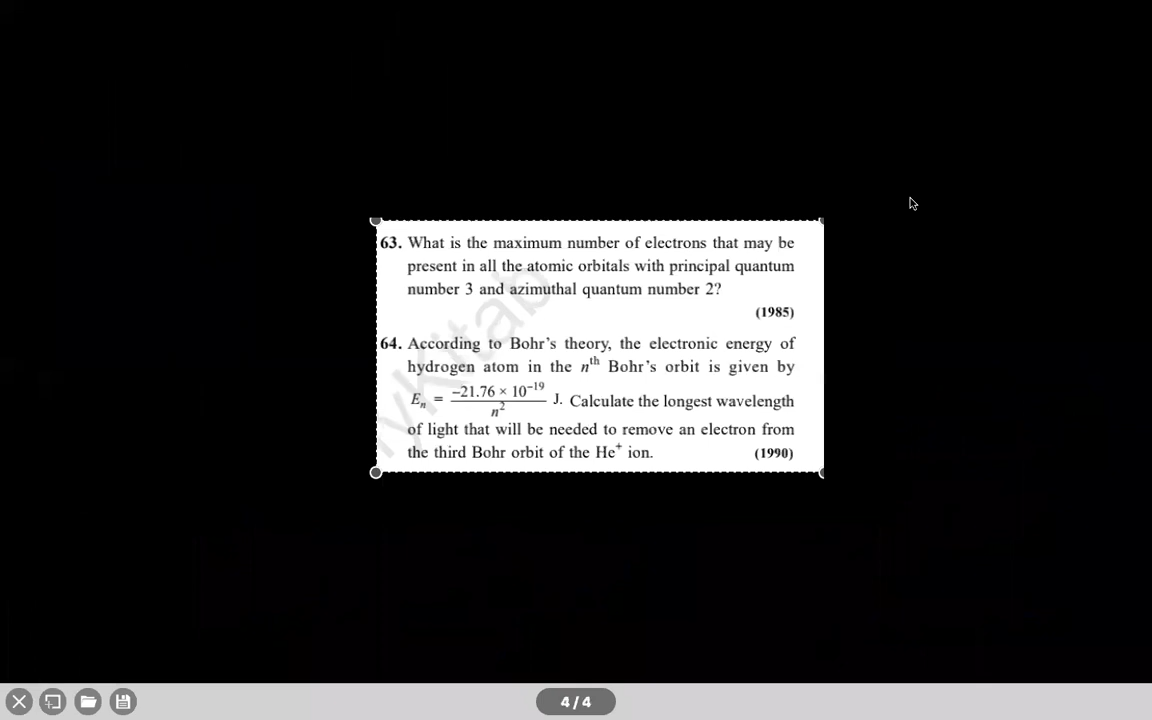 63. What is the maximum number of electrons that may be
present in all the atomic orbitals with principal quantum
number 3 and azimuthal quantum number 2?
(1985)
64. According to Bohr's theory, the electronic energy of
hydrogen atom in the nth Bohr's orbit is given by
En = −21.76 × 10−19 / n2 J. Calculate the longest wavelength
of light that will be needed to remove an electron from
the third Bohr orbit of the He+ ion. (1990)
yKitab
4 / 4